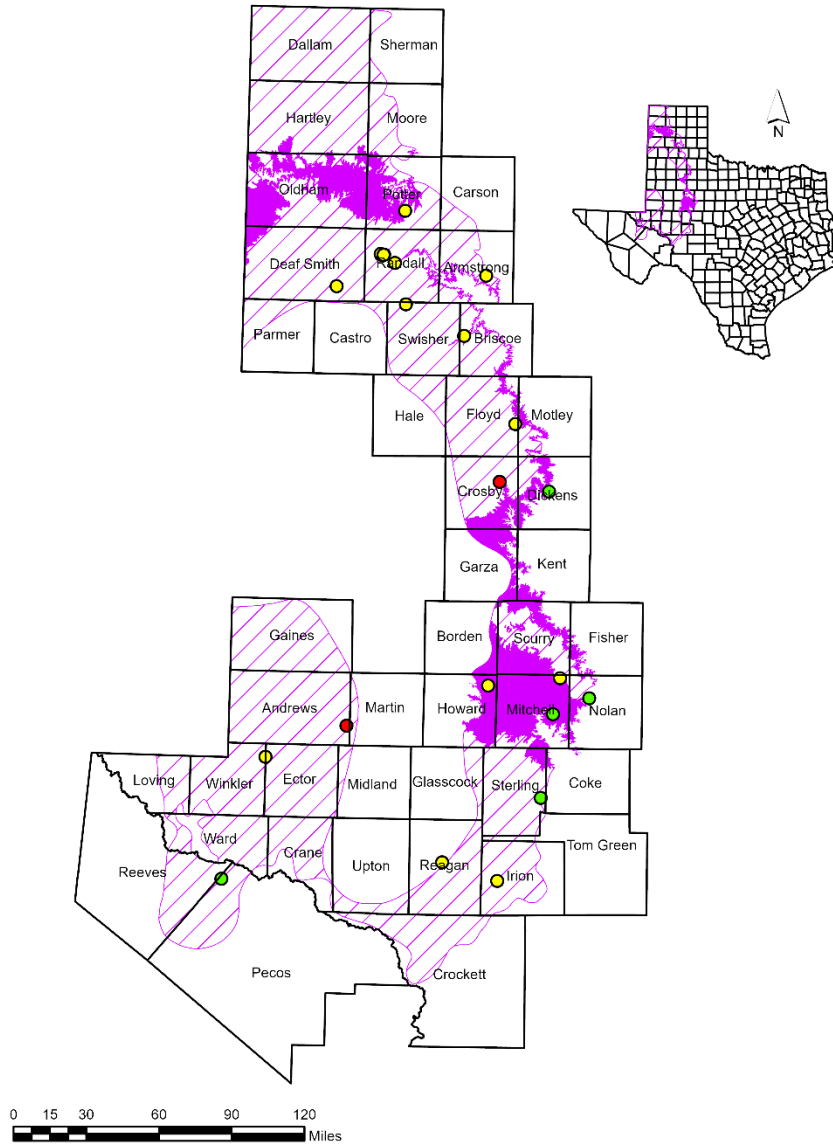 Dallam Sherman
Hartley Moore
Oldham Potter Carson
N
Deaf Smith Randall Armstrong
Parmer Castro Swisher Briscoe
Hale Floyd Motley
Crosby Dickens
Garza Kent
Gaines Borden Scurry Fisher
Andrews Martin Howard Mitchell Nolan
Loving Winkler Ector Midland Glasscock Sterling Coke
Ward Crane Upton Reagan Irion Tom Green
Reeves
Pecos Crockett
0 15 30 60 90 120
Miles